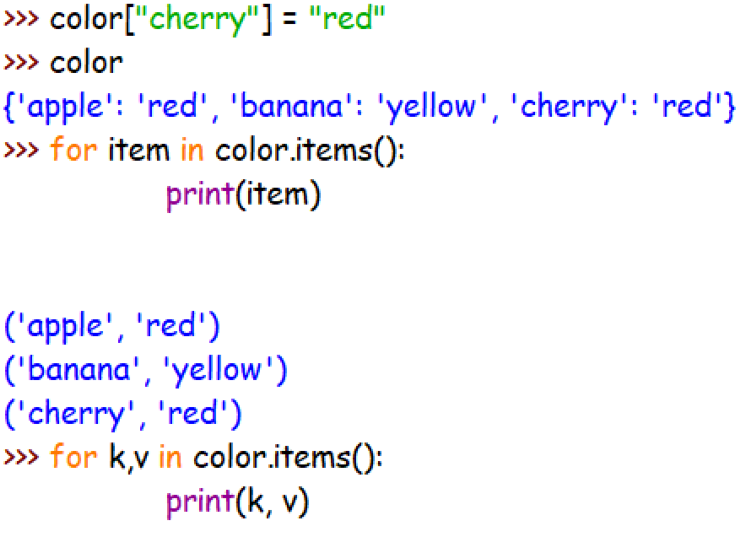 >>> color["cherry"] = "red"
>>> color
{'apple': 'red', 'banana': 'yellow', 'cherry': 'red'}
>>> for item in color.items():
print(item)
('apple', 'red')
('banana', 'yellow')
('cherry', 'red')
>>> for k,v in color.items():
print(k, v)